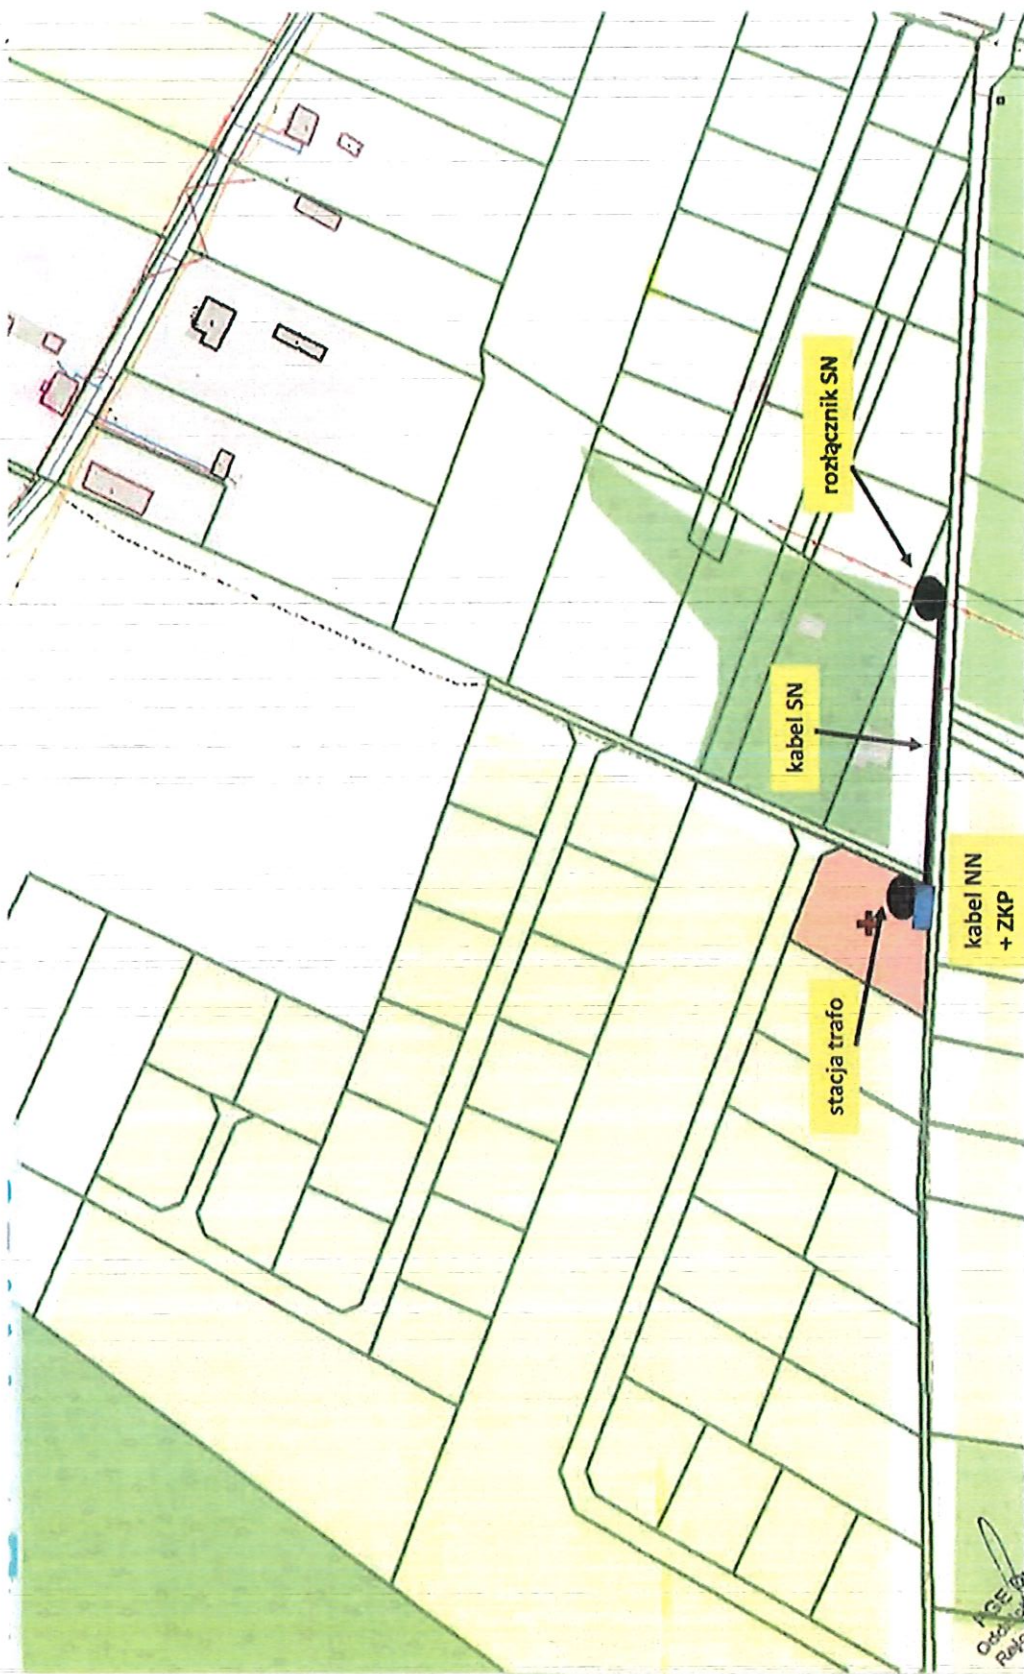 rozłącznik SN
kabel SN
kabel NN
+ ZKP
stacja trafo
PGE